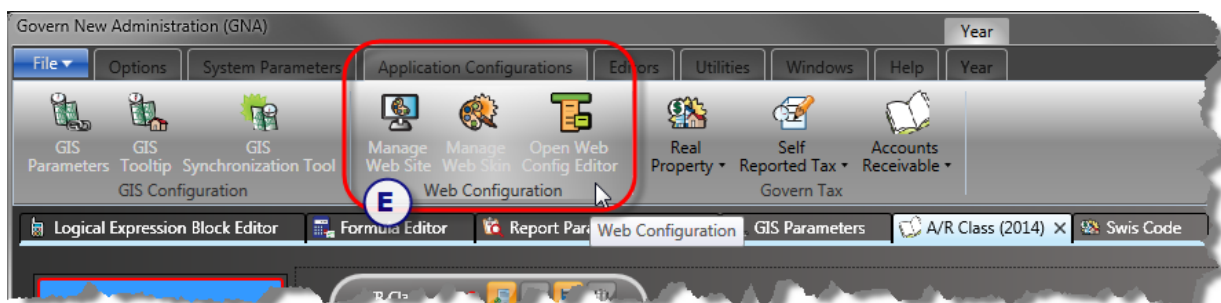 Govern New Administration (GNA)
Year
File Options System Parameters Application Configurations Editors Utilities Windows Help Year
GIS Parameters
GIS Tooltip
GIS Synchronization Tool
Manage Web Site
Manage Web Skin
Open Web Config Editor
Real Property
Self Reported Tax
Accounts Receivable
GIS Configuration
E
Web Configuration
Govern Tax
Logical Expression Block Editor
Formula Editor
Report Par
Web Configuration
GIS Parameters
A/R Class (2014)
Swis Code